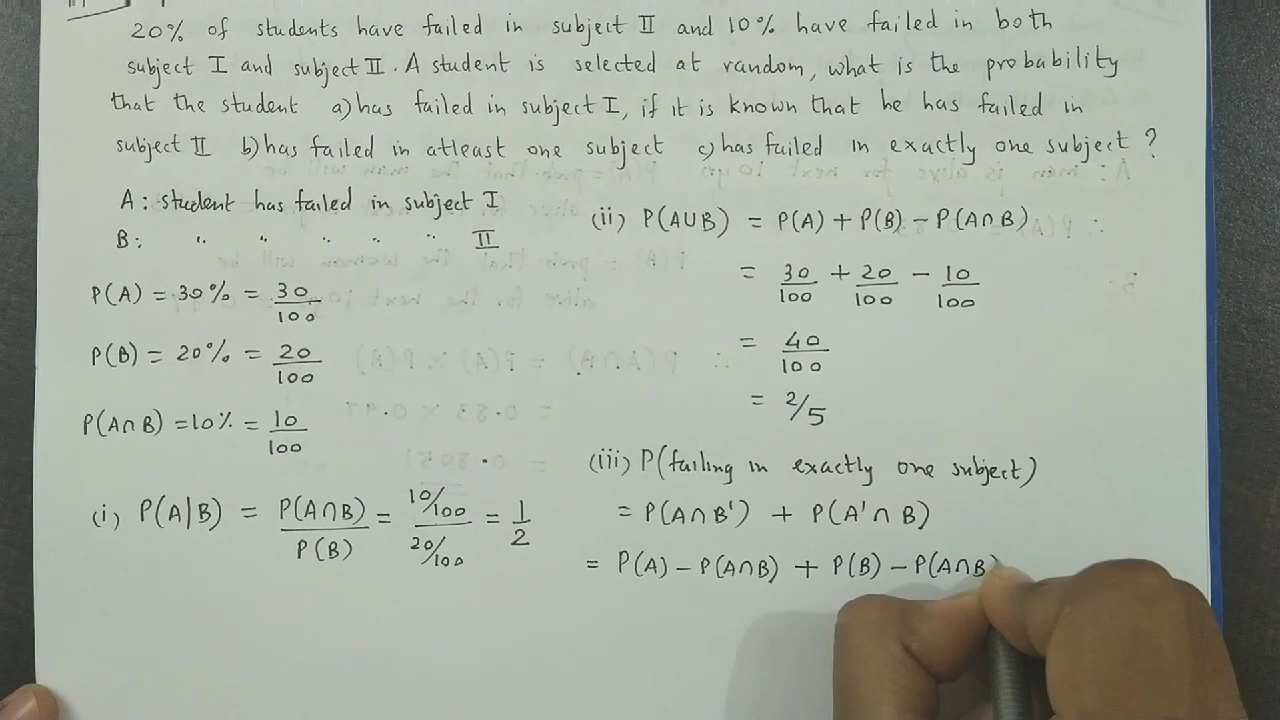 20% of students have failed in subject II and 10% have failed in both
subject I and subject II. A student is selected at random, what is the probability
that the student a) has failed in subject I, if it is known that he has failed in
subject II b) has failed in atleast one subject c) has failed in exactly one subject ?
A : student has failed in subject I
B : " " " " " II
P(A) = 30% = 30/100
P(B) = 20% = 20/100
P(A∩B) = 10% = 10/100
(i) P(A|B) = P(A∩B)/P(B) = (10/100)/(20/100) = 1/2
(ii) P(A∪B) = P(A) + P(B) − P(A∩B)
= 30/100 + 20/100 − 10/100
= 40/100
= 2/5
(iii) P(failing in exactly one subject)
= P(A∩B') + P(A'∩B)
= P(A) − P(A∩B) + P(B) − P(A∩B)